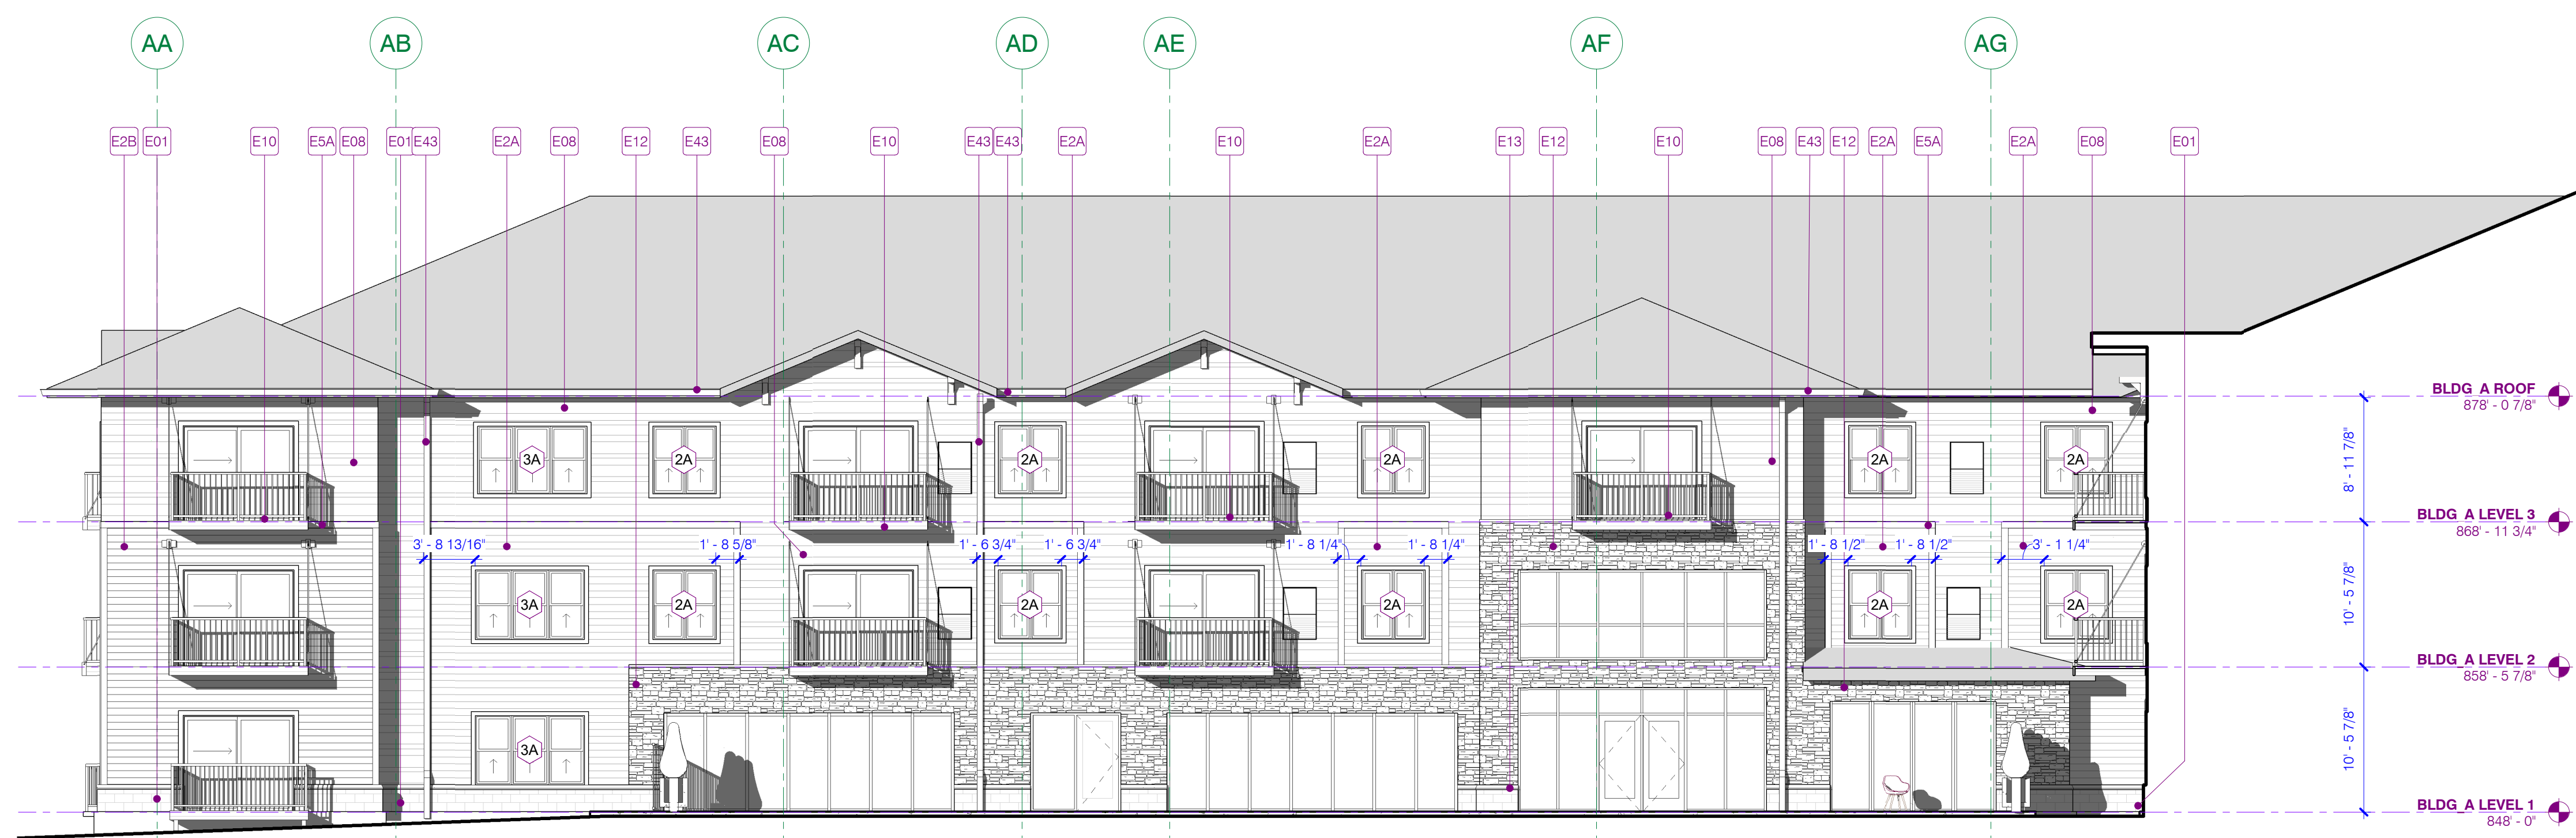 AA AB AC AD AE AF AG
E2B E01 E10 E5A E08 E01 E43 E2A E08 E12 E43 E08 E10 E43 E43 E2A E10 E2A E13 E12 E10 E08 E43 E12 E2A E5A E2A E08 E01
BLDG_A ROOF
878' - 0 7/8"
3A 2A 2A 2A 2A 2A
8' - 11 7/8"
BLDG_A LEVEL 3
868' - 11 3/4"
3' - 8 13/16" 1' - 8 5/8" 1' - 6 3/4" 1' - 6 3/4" 1' - 8 1/4" 1' - 8 1/4" 1' - 8 1/2" 1' - 8 1/2" 3' - 1 1/4"
3A 2A 2A 2A 2A 2A
10' - 5 7/8"
BLDG_A LEVEL 2
858' - 5 7/8"
3A
10' - 5 7/8"
BLDG_A LEVEL 1
848' - 0"